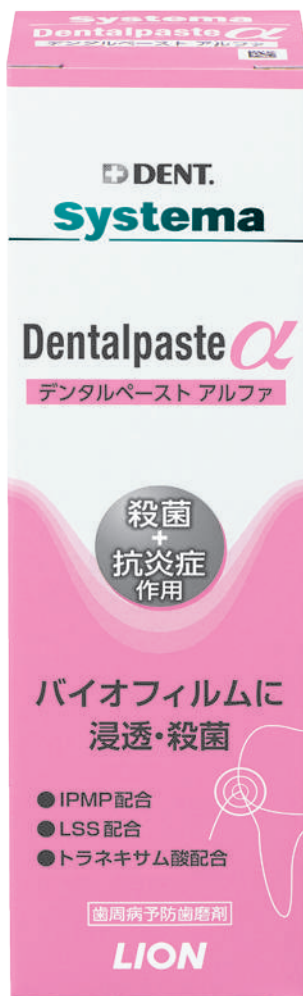 Systema
Dentalpaste α
デンタルペースト アルファ
DENT.
Systema
Dentalpaste α
デンタルペースト アルファ
殺菌
+
抗炎症
作用
バイオフィルムに
浸透・殺菌
●IPMP配合
●LSS配合
●トラネキサム酸配合
歯周病予防歯磨剤
LION